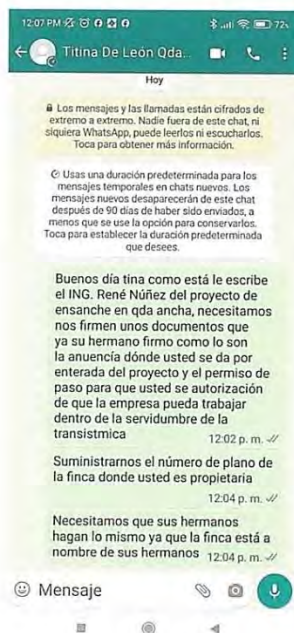 12:07 PM
72%
Titina De León Qda...
Hoy
Los mensajes y las llamadas están cifrados de
extremo a extremo. Nadie fuera de este chat, ni
siquiera WhatsApp, puede leerlos ni escucharlos.
Toca para obtener más información.
Usas una duración predeterminada para los
mensajes temporales en chats nuevos. Los
mensajes nuevos desaparecerán de este chat
después de 90 días de haber sido enviados, a
menos que se use la opción para conservarlos.
Toca para establecer la duración predeterminada
que desees.
Buenos día tina como está le escribe
el ING. René Núñez del proyecto de
ensanche en qda ancha, necesitamos
nos firmen unos documentos que
ya su hermano firmo como lo son
la anuencia dónde usted se da por
enterada del proyecto y el permiso de
paso para que usted se autorización
de que la empresa pueda trabajar
dentro de la servidumbre de la
transistmica
12:02 p. m.
Suministrarnos el número de plano de
la finca donde usted es propietaria
12:04 p. m.
Necesitamos que sus hermanos
hagan lo mismo ya que la finca está a
nombre de sus hermanos 12:04 p. m.
Mensaje